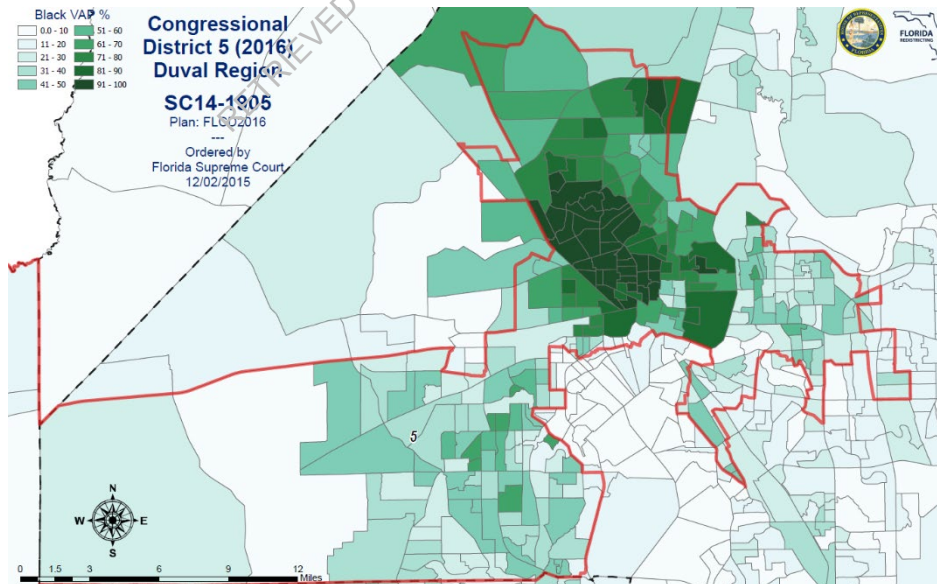 Black VAP %
0.0 - 10
11 - 20
21 - 30
31 - 40
41 - 50
51 - 60
61 - 70
71 - 80
81 - 90
91 - 100
Congressional
District 5 (2016)
Duval Region
SC14-1905
Plan: FLCD2016
---
Ordered by
Florida Supreme Court
12/02/2015
RETRIEVED
FLORIDA
REDISTRICTING
5
N
W E
S
0 1.5 3 6 9 12
Miles